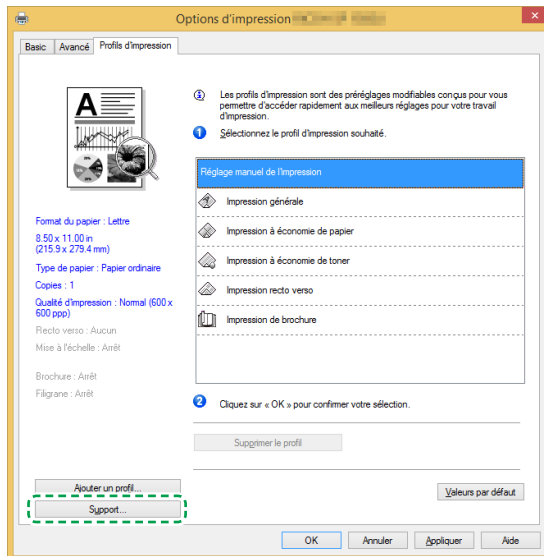 Options d'impression
Basic
Avancé
Profils d'impression
Les profils d'impression sont des préréglages modifiables conçus pour vous
permettre d'accéder rapidement aux meilleurs réglages pour votre travail
d'impression.
1 Sélectionnez le profil d'impression souhaité.
A
Réglage manuel de l'impression
Impression générale
Impression à économie de papier
Impression à économie de toner
Impression recto verso
Impression de brochure
Format du papier : Lettre
8.50 x 11.00 in
(215.9 x 279.4 mm)
Type de papier : Papier ordinaire
Copies : 1
Qualité d'impression : Normal (600 x
600 ppp)
Recto verso : Aucun
Mise à l'échelle : Arrêt
Brochure : Arrêt
Filigrane : Arrêt
2 Cliquez sur « OK » pour confirmer votre sélection.
Supprimer le profil
Ajouter un profil...
Support...
Valeurs par défaut
OK
Annuler
Appliquer
Aide